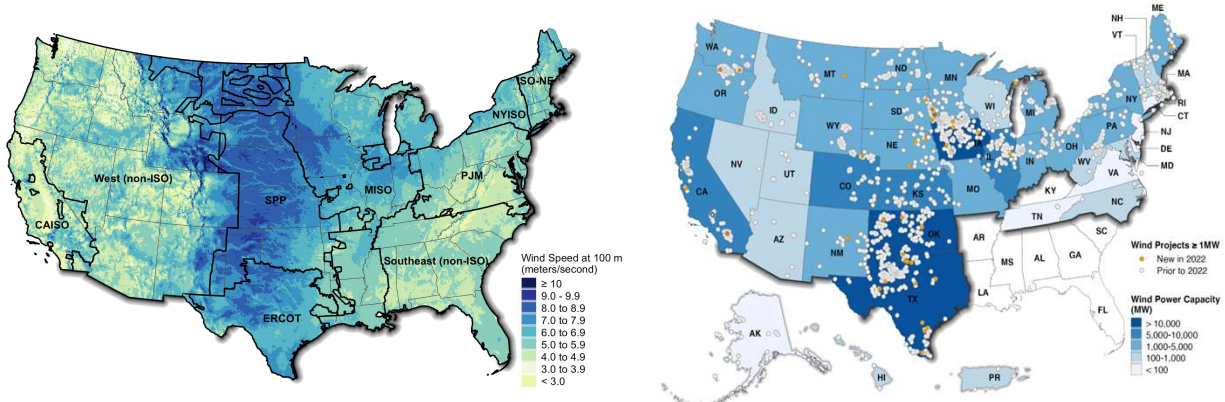 ISO-NE
NYISO
West (non-ISO)
PJM
MISO
SPP
CAISO
Southeast (non-ISO)
ERCOT
Wind Speed at 100 m
(meters/second)
≥ 10
9.0 - 9.9
8.0 to 8.9
7.0 to 7.9
6.0 to 6.9
5.0 to 5.9
4.0 to 4.9
3.0 to 3.9
< 3.0
ME
NH
VT
WA
MT
ND
MN
OR
ID
WY
SD
WI
MI
NY
MA
RI
CT
NJ
DE
MD
PA
NV
UT
CO
NE
IA
IL
IN
OH
WV
VA
CA
KS
MO
KY
NC
TN
AZ
NM
OK
AR
SC
MS
AL
GA
TX
LA
FL
AK
HI
PR
Wind Projects ≥ 1MW
New in 2022
Prior to 2022
Wind Power Capacity
(MW)
> 10,000
5,000-10,000
1,000-5,000
100-1,000
< 100